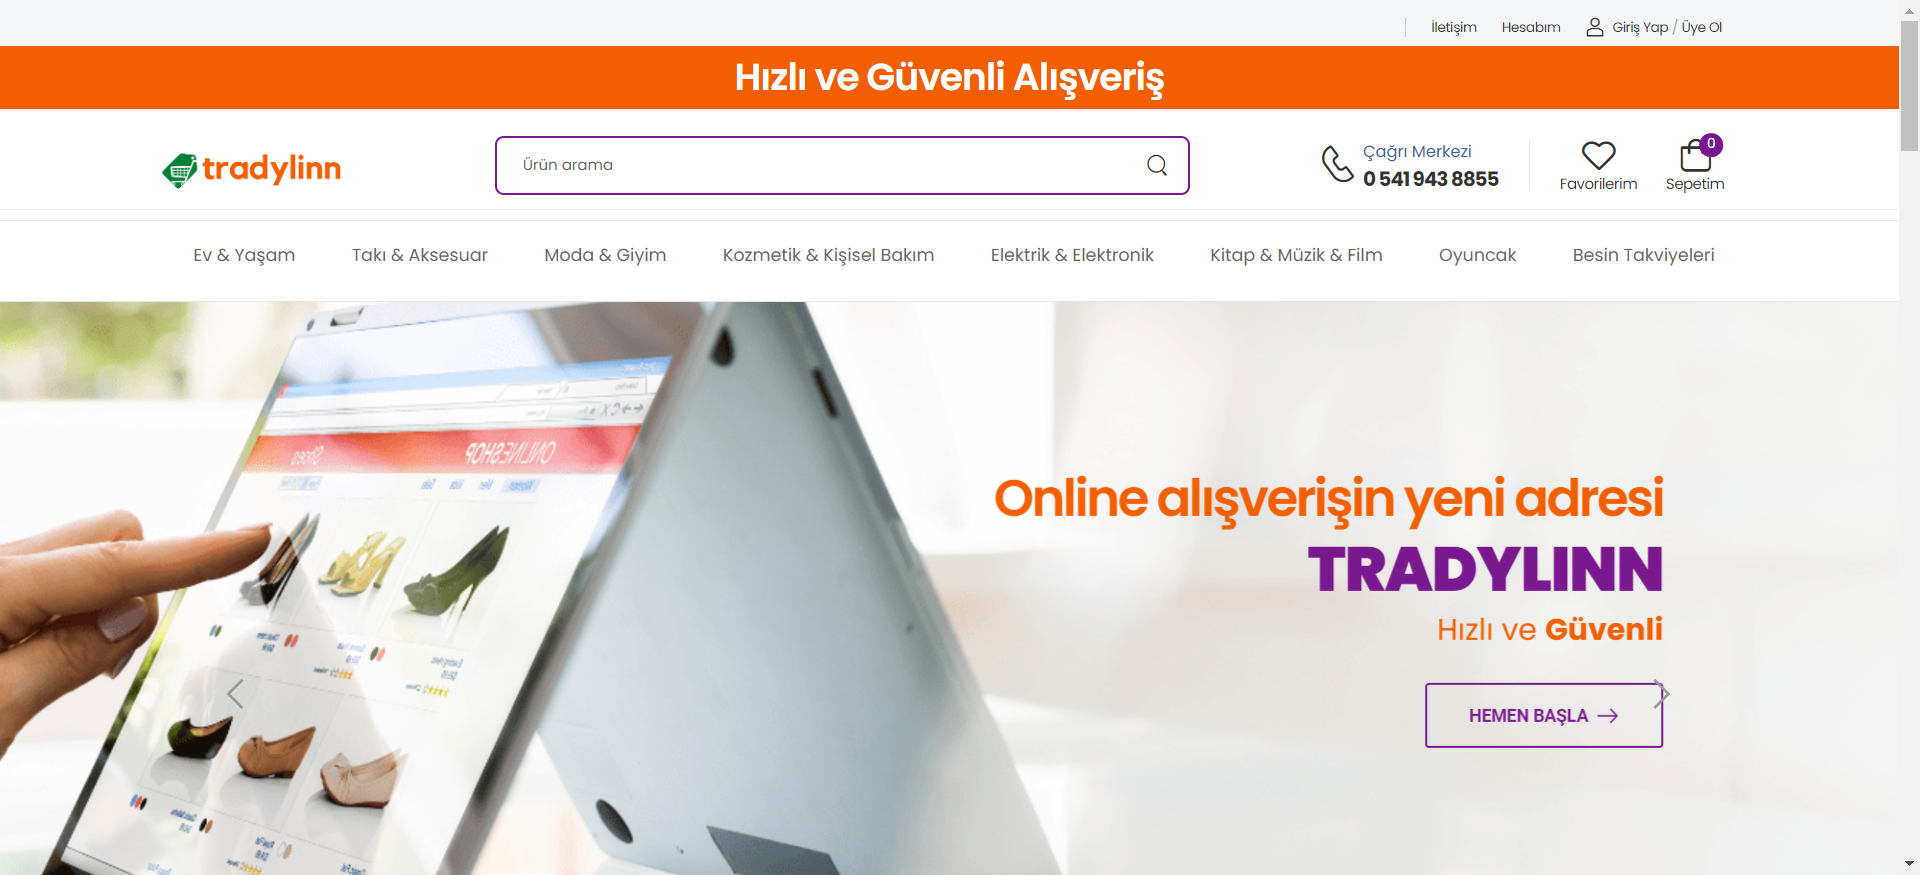 İletişim
Hesabım
Giriş Yap / Üye Ol
Hızlı ve Güvenli Alışveriş
tradylinn
Ürün arama
Çağrı Merkezi
0 541 943 8855
Favorilerim
0
Sepetim
Ev & Yaşam
Takı & Aksesuar
Moda & Giyim
Kozmetik & Kişisel Bakım
Elektrik & Elektronik
Kitap & Müzik & Film
Oyuncak
Besin Takviyeleri
ONLINESHOP
Shoes
Online alışverişin yeni adresi
TRADYLINN
Hızlı ve Güvenli
HEMEN BAŞLA